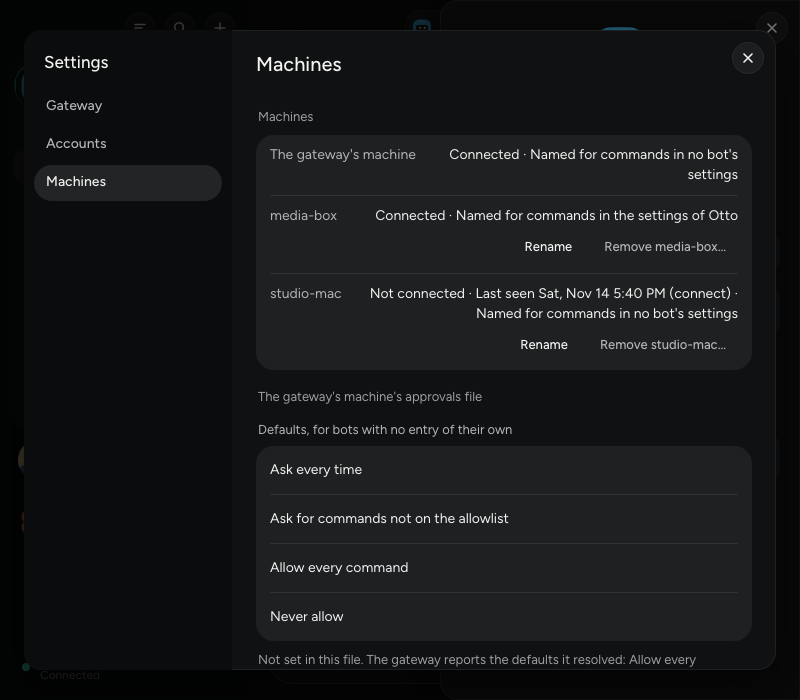 Settings
Gateway
Accounts
Machines
Machines
Machines
The gateway's machine
Connected · Named for commands in no bot's
settings
media-box
Connected · Named for commands in the settings of Otto
Rename
Remove media-box...
studio-mac
Not connected · Last seen Sat, Nov 14 5:40 PM (connect) ·
Named for commands in no bot's settings
Rename
Remove studio-mac...
The gateway's machine's approvals file
Defaults, for bots with no entry of their own
Ask every time
Ask for commands not on the allowlist
Allow every command
Never allow
Not set in this file. The gateway reports the defaults it resolved: Allow every
Connected